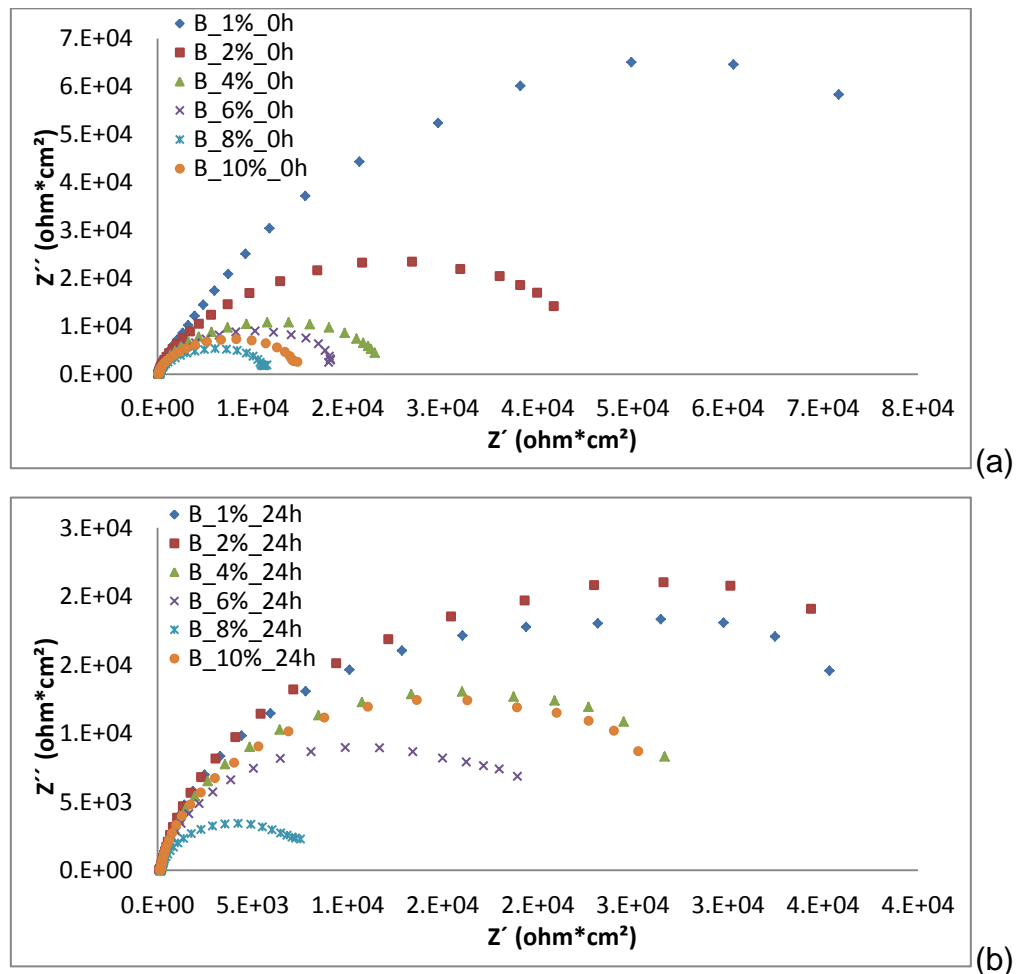 B_1%_0h
B_2%_0h
B_4%_0h
B_6%_0h
B_8%_0h
B_10%_0h
7.E+04
6.E+04
5.E+04
4.E+04
3.E+04
2.E+04
1.E+04
0.E+00
Z´´ (ohm*cm²)
0.E+00 1.E+04 2.E+04 3.E+04 4.E+04 5.E+04 6.E+04 7.E+04 8.E+04
Z´ (ohm*cm²)
(a)
B_1%_24h
B_2%_24h
B_4%_24h
B_6%_24h
B_8%_24h
B_10%_24h
3.E+04
2.E+04
2.E+04
1.E+04
5.E+03
0.E+00
Z´´ (ohm*cm²)
0.E+00 5.E+03 1.E+04 2.E+04 2.E+04 3.E+04 3.E+04 4.E+04 4.E+04
Z´ (ohm*cm²)
(b)